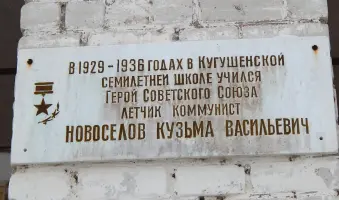 В 1929-1936 ГОДАХ В КУГУШЕНСКОЙ
СЕМИЛЕТНЕЙ ШКОЛЕ УЧИЛСЯ
ГЕРОЙ СОВЕТСКОГО СОЮЗА
ЛЕТЧИК КОММУНИСТ
НОВОСЕЛОВ КУЗЬМА ВАСИЛЬЕВИЧ